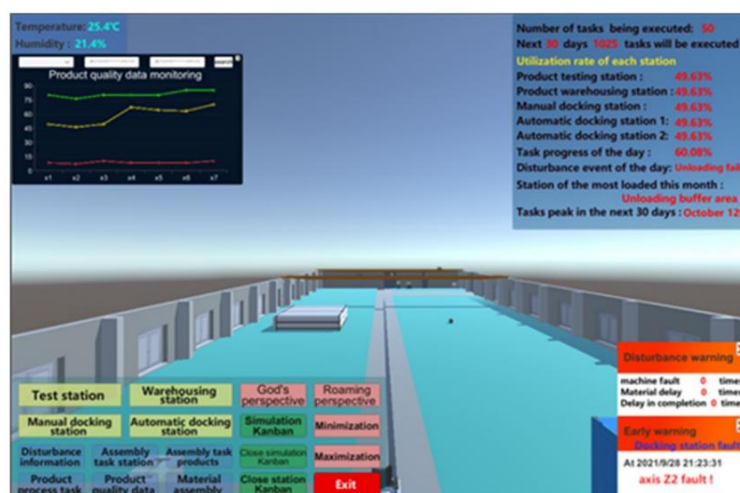 Temperature: 25.4℃
Humidity : 21.4%
search
Product quality data monitoring
90
75
60
45
30
15
0
x1 x2 x3 x4 x5 x6 x7
Number of tasks being executed: 50
Next 30 days 1025 tasks will be executed
Utilization rate of each station
Product testing station : 49.63%
Product warehousing station : 49.63%
Manual docking station : 49.63%
Automatic docking station 1: 49.63%
Automatic docking station 2: 49.63%
Task progress of the day : 60.08%
Disturbance event of the day: Unloading fail
Station of the most loaded this month :
Unloading buffer area
Tasks peak in the next 30 days : October 12
Disturbance warning
machine fault 0 time
Material delay 0 time
Delay in completion 0 time
Early warning
Docking station fault
At 2021/9/28 21:23:31
axis Z2 fault !
Test station
Warehousing
station
God's
perspective
Roaming
perspective
Manual docking
station
Automatic docking
station
Simulation
Kanban
Minimization
Disturbance
information
Assembly
task station
Assembly task
products
Close simulation
Kanban
Maximization
Product
process task
Product
quality data
Material
assembly
Close station
Kanban
Exit